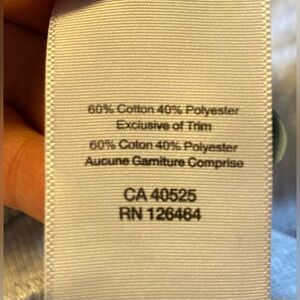 60% Cotton 40% Polyester
Exclusive of Trim
60% Coton 40% Polyester
Aucune Garniture Comprise
CA 40525
RN 126464